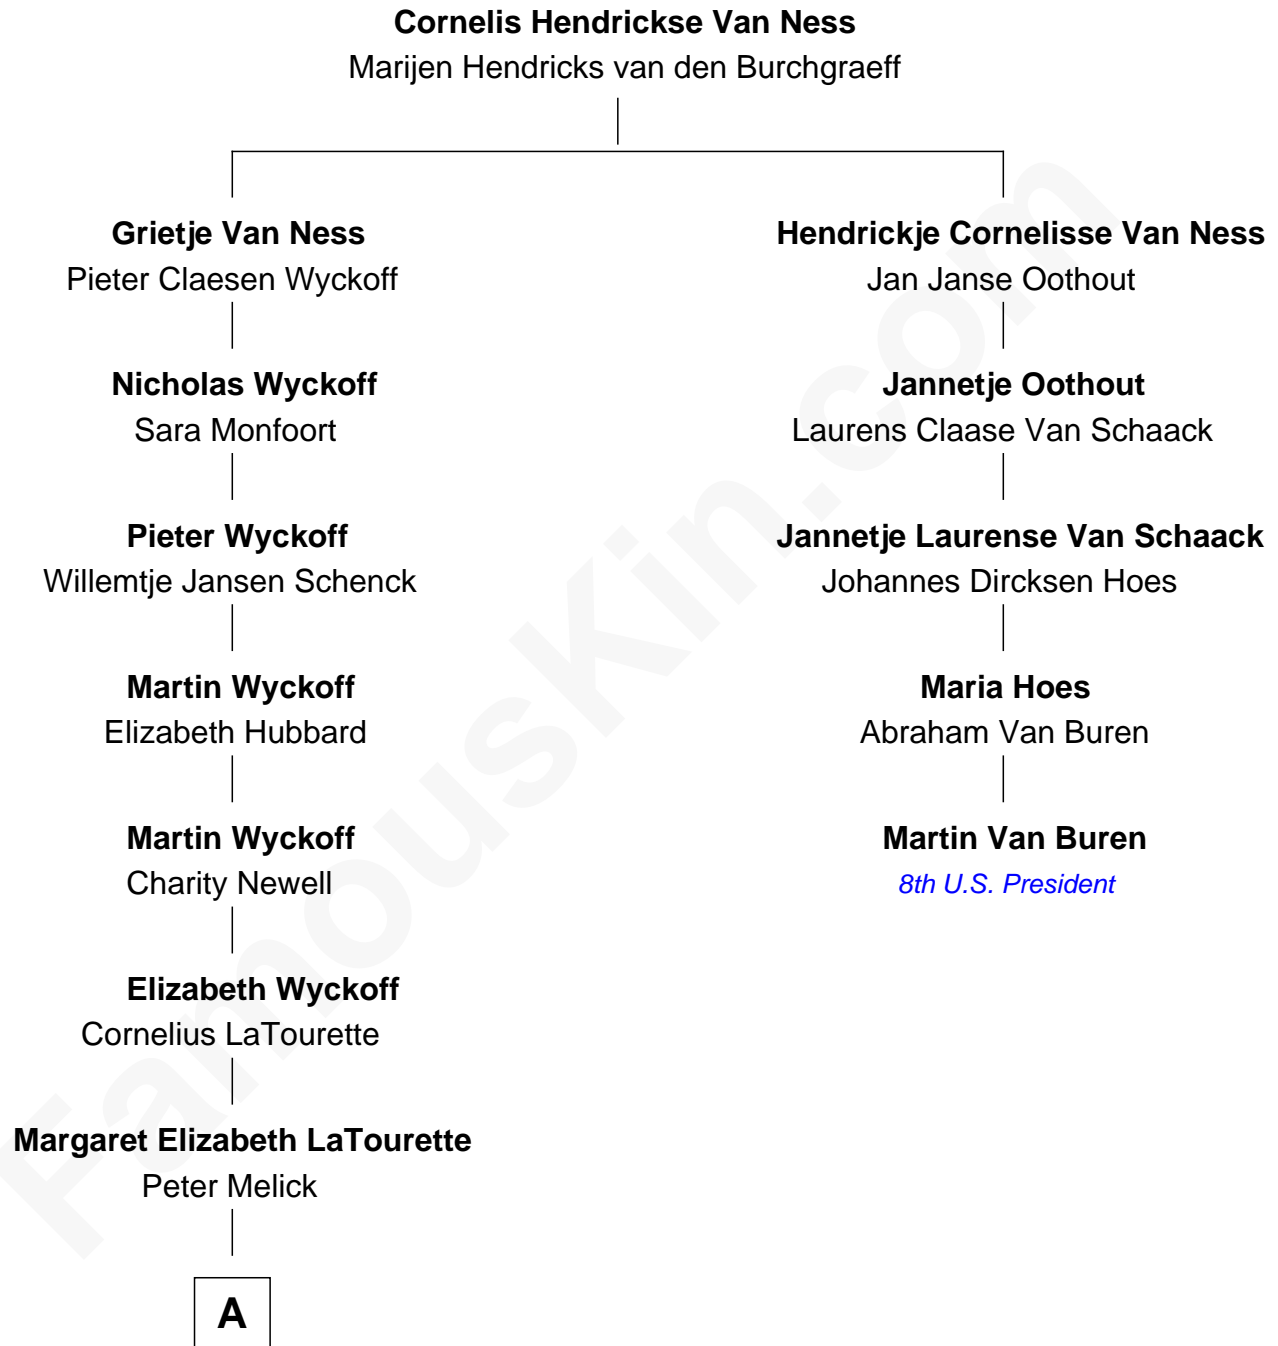 Cornelis Hendrickse Van Ness
Marijen Hendricks van den Burchgraeff
Grietje Van Ness
Pieter Claesen Wyckoff
Hendrickje Cornelisse Van Ness
Jan Janse Oothout
Nicholas Wyckoff
Sara Monfoort
Jannetje Oothout
Laurens Claase Van Schaack
Pieter Wyckoff
Willemtje Jansen Schenck
Jannetje Laurense Van Schaack
Johannes Dircksen Hoes
Martin Wyckoff
Elizabeth Hubbard
Maria Hoes
Abraham Van Buren
Martin Wyckoff
Charity Newell
Martin Van Buren
8th U.S. President
Elizabeth Wyckoff
Cornelius LaTourette
Margaret Elizabeth LaTourette
Peter Melick
A
FamousKin.com